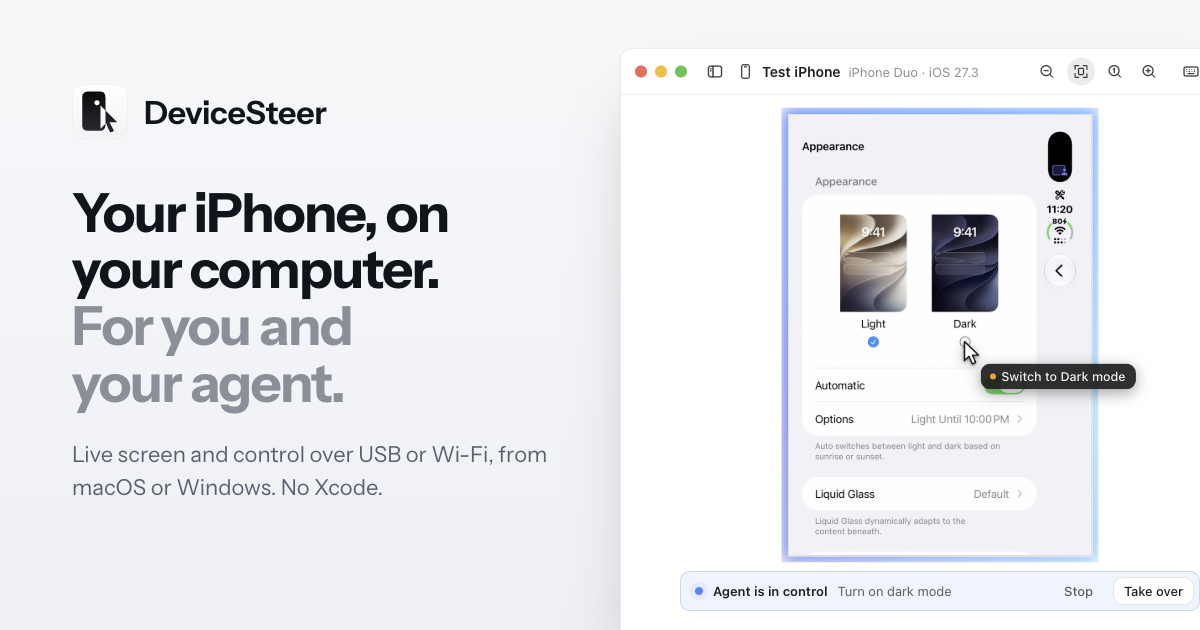 DeviceSteer
Your iPhone, on
your computer.
For you and
your agent.
Live screen and control over USB or Wi-Fi, from
macOS or Windows. No Xcode.
Test iPhone iPhone Duo · iOS 27.3
Appearance
Appearance
9:41 9:41
Light Dark
11:20
80
Switch to Dark mode
Automatic
Options Light Until 10:00 PM
Auto switches between light and dark based on
sunrise or sunset.
Liquid Glass Default
Liquid Glass dynamically adapts to the
content beneath.
Agent is in control Turn on dark mode Stop Take over